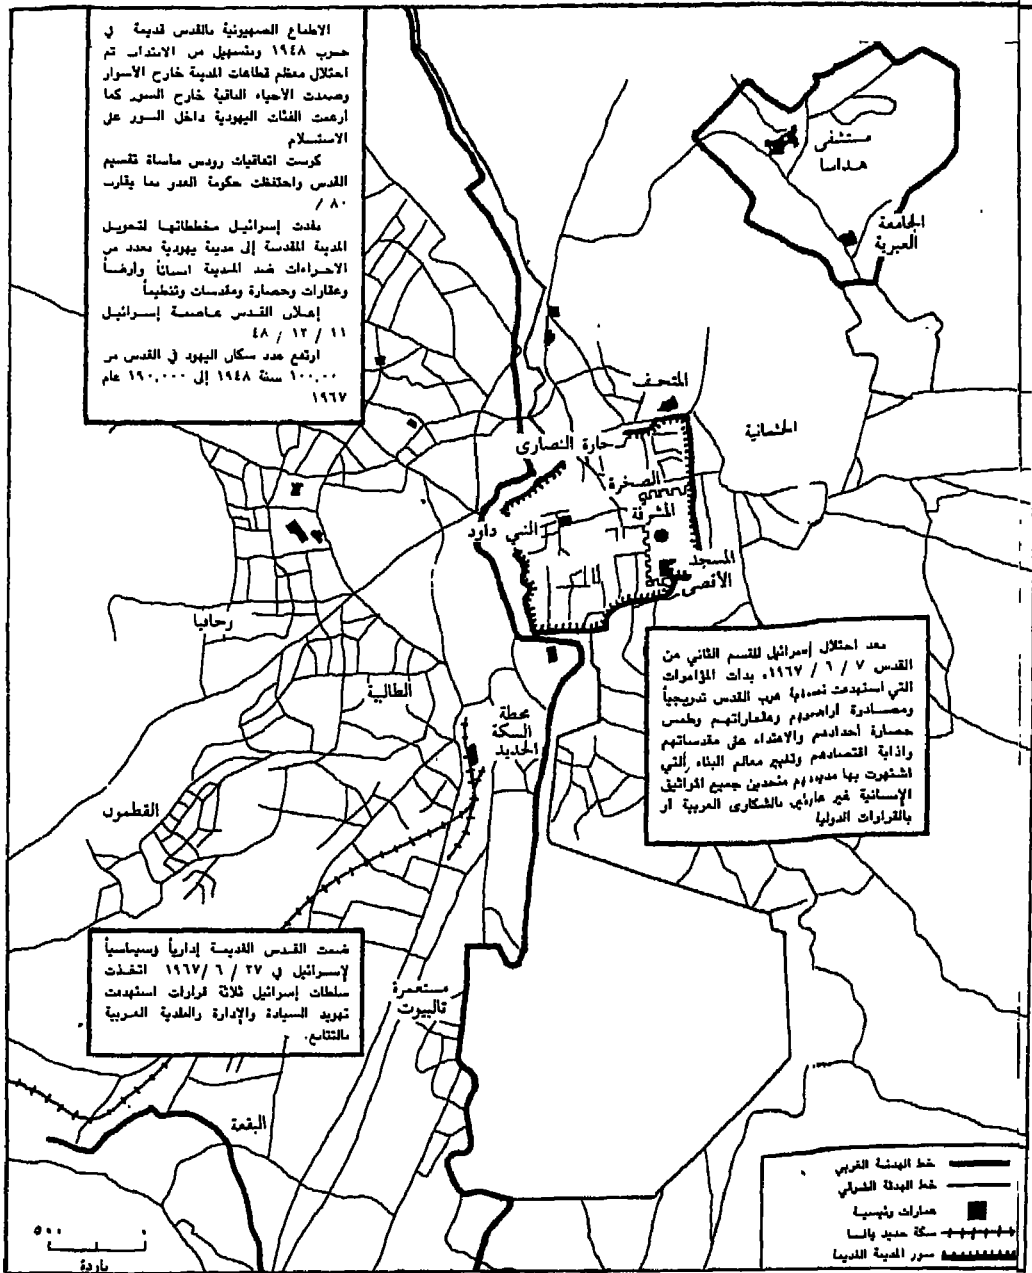 الاطماع الصهيونية بالقدس قديمة في
حرب ١٩٤٨ وبتسهيل من الانتداب تم
احتلال معظم قطاعات المدينة خارج الأسوار
وصمدت الأحياء الباقية خارج السور كما
أرغمت الفئات اليهودية داخل السور على
الاستسلام
كرست اتفاقيات رودس مأساة تقسيم
القدس واحتفظت حكومة الغدر بما يقارب
٨٠ /
نفذت إسرائيل مخططاتها لتحويل
المدينة المقدسة إلى مدينة يهودية بعدد من
الاجراءات ضد المدينة انساناً وأرضاً
وعقارات وحضارة ومقدسات وتنظيماً
إعلان القدس عاصمة إسرائيل
١١ / ١٢ / ٤٨
ارتفع عدد سكان اليهود في القدس من
١٠٠,٠٠ سنة ١٩٤٨ إلى ١٩٠,٠٠٠ عام
١٩٦٧
مستشفى
هداسا
الجامعة
العبرية
المتحف
حارة النصارى
الصخرة
المشرفة
النبي داود
المسجد
الأقصى
رحافيا
الطالبية
محطة
السكة
الحديد
القطمون
بعد احتلال إسرائيل للقسم الثاني من
القدس ٧ / ٦ / ١٩٦٧، بدأت المؤامرات
التي استهدفت عرب القدس تدريجياً
ومصادرة أراضيهم وعقاراتهم وطمس
حضارة أجدادهم والاعتداء على مقدساتهم
واذابة اقتصادهم وتغيير معالم البناء التي
اشتهرت بها مدينتهم متحدين جميع المواثيق
الإنسانية غير عابئين بالشكاوى العربية أو
بالقرارات الدولية
ضمت القدس القديمة إدارياً وسياسياً
لإسرائيل في ٢٧ / ٦ / ١٩٦٧ اتخذت
سلطات إسرائيل ثلاثة قرارات استهدفت
تهويد السيادة والإدارة والبلدية العربية
بالتتابع.
مستعمرة
تالبيوت
البقعة
خط الهدنة الغربي
خط الهدنة الشرقي
عمارات رئيسية
سكة حديد يافا
سور المدينة القديمة
٥٠٠ ٠
ياردة